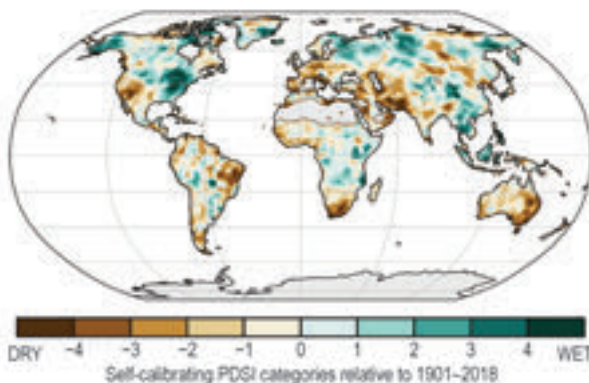 DRY −4 −3 −2 −1 0 1 2 3 4 WET
Self-calibrating PDSI categories relative to 1901–2018